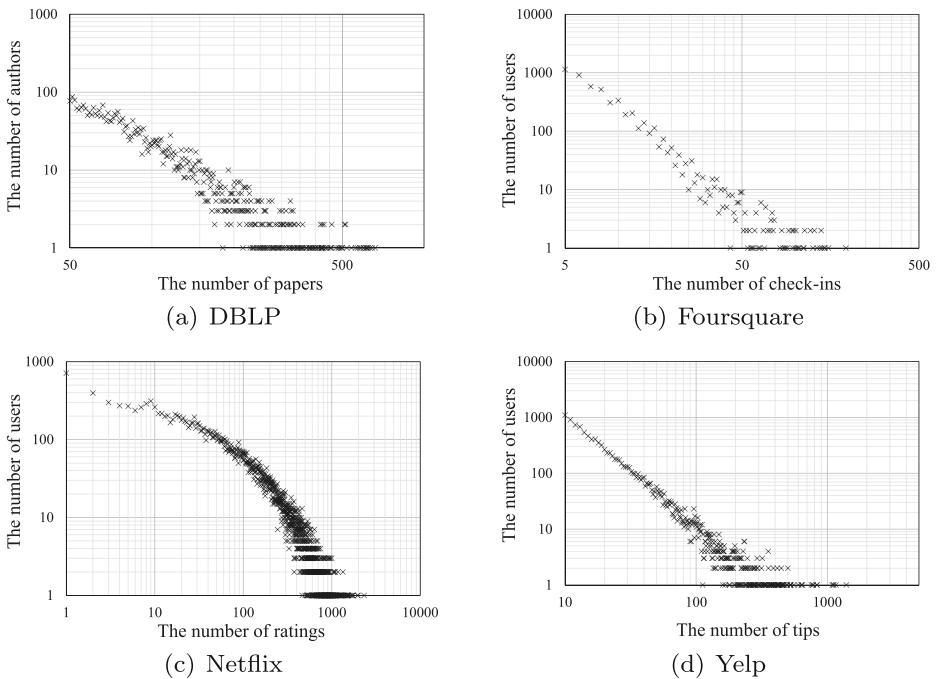 1000
100
10
1
The number of authors
50
500
The number of papers
(a) DBLP
10000
1000
100
10
1
The number of users
5
50
500
The number of check-ins
(b) Foursquare
1000
100
10
1
The number of users
1
10
100
1000
10000
The number of ratings
(c) Netflix
10000
1000
100
10
1
The number of users
10
100
1000
The number of tips
(d) Yelp